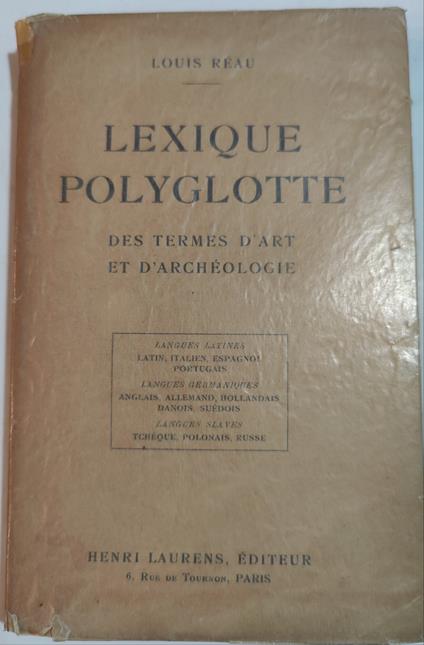 LOUIS RÉAU
LEXIQUE
POLYGLOTTE
DES TERMES D'ART
ET D'ARCHÉOLOGIE
LANGUES LATINES
LATIN, ITALIEN, ESPAGNOL
PORTUGAIS
LANGUES GERMANIQUES
ANGLAIS, ALLEMAND, HOLLANDAIS
DANOIS, SUÉDOIS
LANGUES SLAVES
TCHÈQUE, POLONAIS, RUSSE
HENRI LAURENS, ÉDITEUR
6, RUE DE TOURNON, PARIS